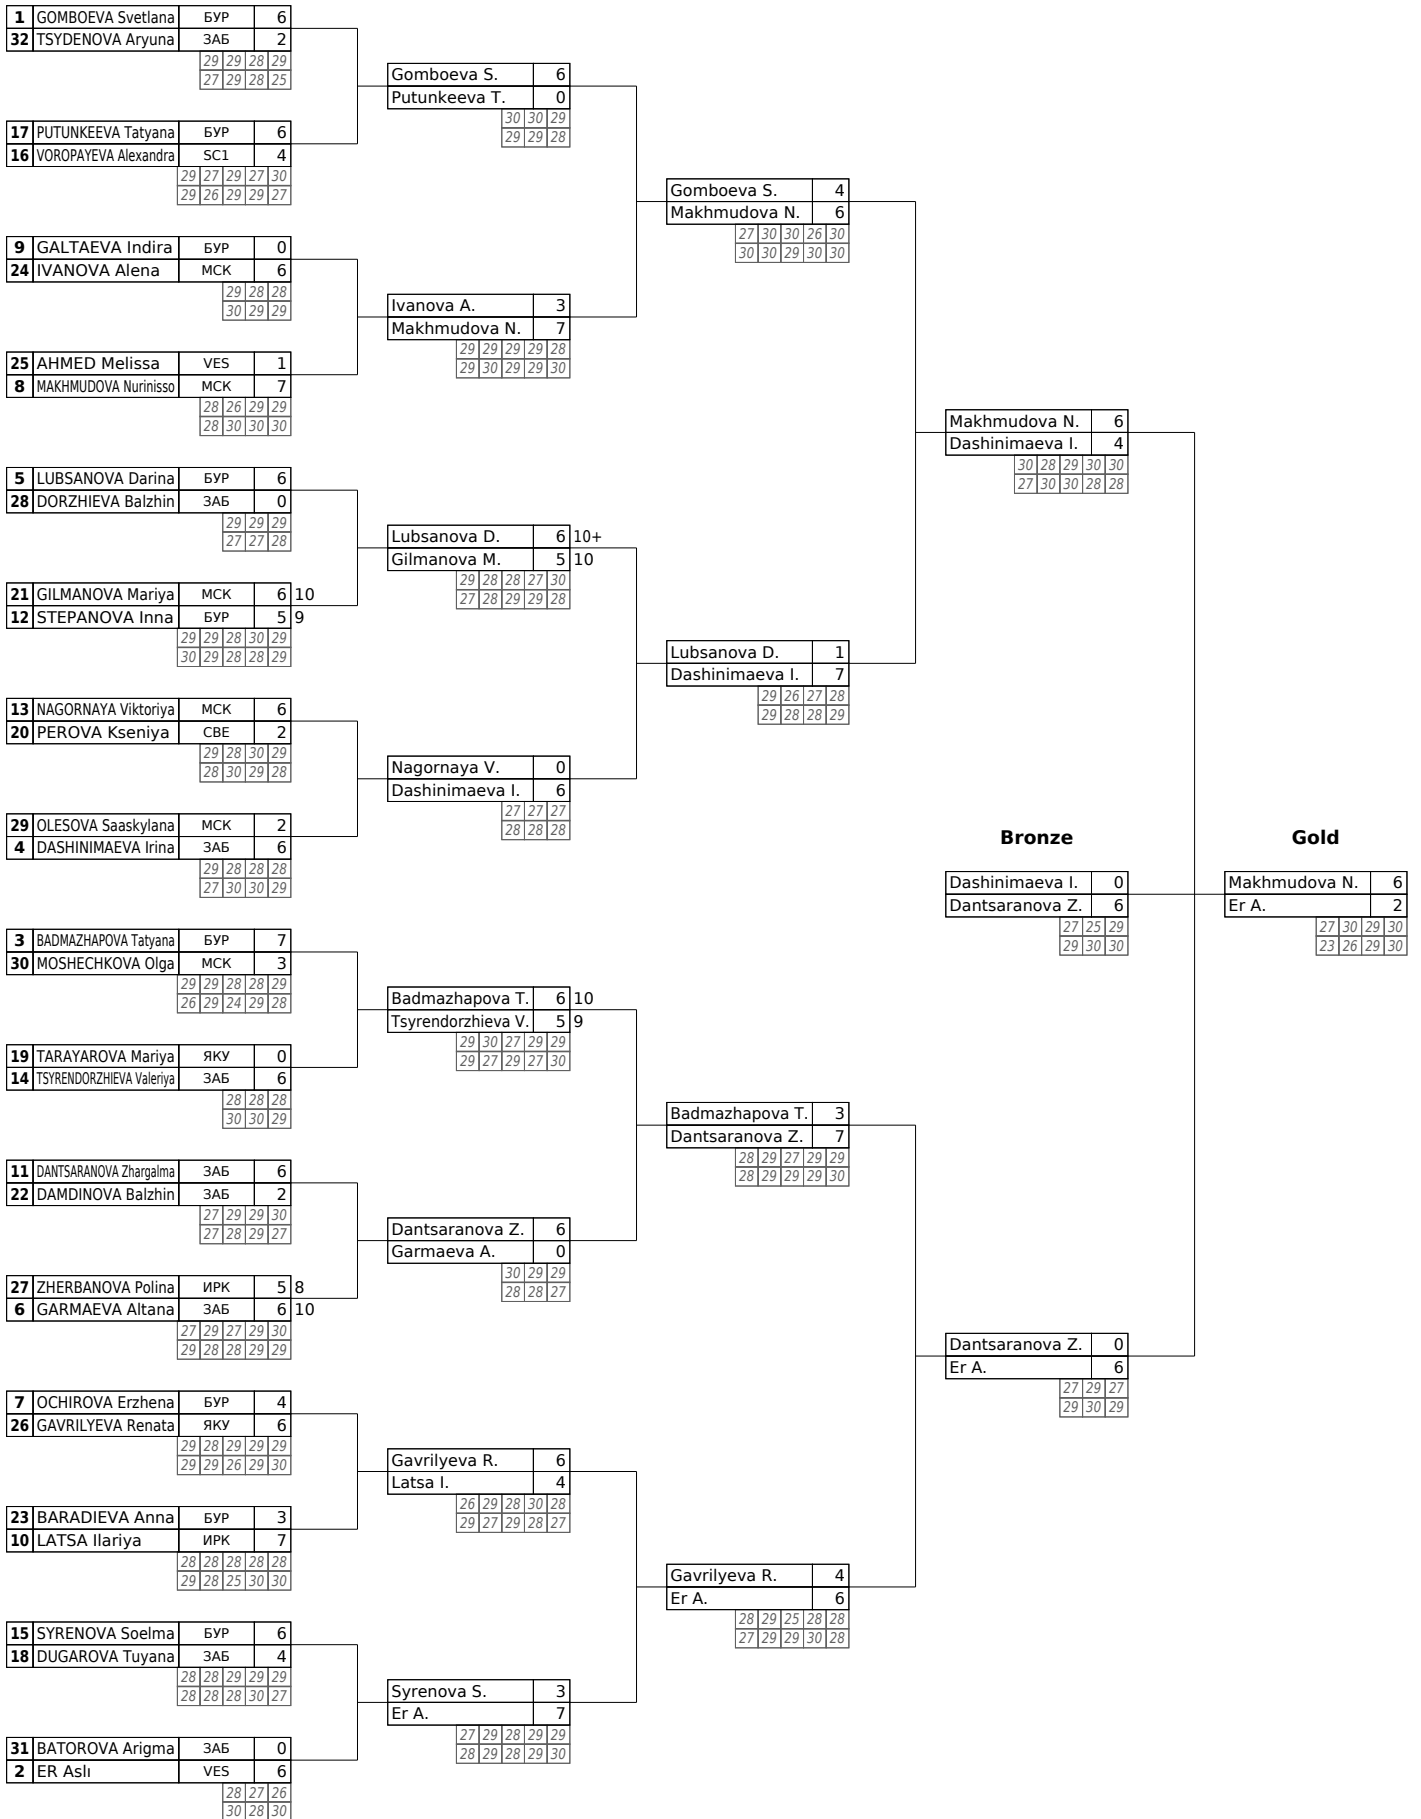 1 GOMBOEVA Svetlana БУР 6
32 TSYDENOVA Aryuna ЗАБ 2
29 29 28 29
27 29 28 25
Gomboeva S. 6
Putunkeeva T. 0
30 30 29
29 29 28
17 PUTUNKEEVA Tatyana БУР 6
16 VOROPAYEVA Alexandra SC1 4
29 27 29 27 30
29 26 29 29 27
Gomboeva S. 4
Makhmudova N. 6
27 30 30 26 30
30 30 29 30 30
9 GALTAEVA Indira БУР 0
24 IVANOVA Alena МСК 6
29 28 28
30 29 29
Ivanova A. 3
Makhmudova N. 7
29 29 29 29 28
29 30 29 29 30
25 AHMED Melissa VES 1
8 MAKHMUDOVA Nurinisso МСК 7
28 26 29 29
28 30 30 30
Makhmudova N. 6
Dashinimaeva I. 4
30 28 29 30 30
27 30 30 28 28
5 LUBSANOVA Darina БУР 6
28 DORZHIEVA Balzhin ЗАБ 0
29 29 29
27 27 28
Lubsanova D. 6 10+
Gilmanova M. 5 10
29 28 28 27 30
27 28 29 29 28
21 GILMANOVA Mariya МСК 6 10
12 STEPANOVA Inna БУР 5 9
29 29 28 30 29
30 29 28 28 29
Lubsanova D. 1
Dashinimaeva I. 7
29 26 27 28
29 28 28 29
13 NAGORNAYA Viktoriya МСК 6
20 PEROVA Kseniya СВЕ 2
29 28 30 29
28 30 29 28
Nagornaya V. 0
Dashinimaeva I. 6
27 27 27
28 28 28
29 OLESOVA Saaskylana МСК 2
4 DASHINIMAEVA Irina ЗАБ 6
29 28 28 28
27 30 30 29
Bronze Gold
Dashinimaeva I. 0
Dantsaranova Z. 6
27 25 29
29 30 30
Makhmudova N. 6
Er A. 2
27 30 29 30
23 26 29 30
3 BADMAZHAPOVA Tatyana БУР 7
30 MOSHECHKOVA Olga МСК 3
29 29 28 28 29
26 29 24 29 28
Badmazhapova T. 6 10
Tsyrendorzhieva V. 5 9
29 30 27 29 29
29 27 29 27 30
19 TARAYAROVA Mariya ЯКУ 0
14 TSYRENDORZHIEVA Valeriya ЗАБ 6
28 28 28
30 30 29
Badmazhapova T. 3
Dantsaranova Z. 7
28 29 27 29 29
28 29 29 29 30
11 DANTSARANOVA Zhargalma ЗАБ 6
22 DAMDINOVA Balzhin ЗАБ 2
27 29 29 30
27 28 29 27
Dantsaranova Z. 6
Garmaeva A. 0
30 29 29
28 28 27
27 ZHERBANOVA Polina ИРК 5 8
6 GARMAEVA Altana ЗАБ 6 10
27 29 27 29 30
29 28 28 29 29
Dantsaranova Z. 0
Er A. 6
27 29 27
29 30 29
7 OCHIROVA Erzhena БУР 4
26 GAVRILYEVA Renata ЯКУ 6
29 28 29 29 29
29 29 26 29 30
Gavrilyeva R. 6
Latsa I. 4
26 29 28 30 28
29 27 29 28 27
23 BARADIEVA Anna БУР 3
10 LATSA Ilariya ИРК 7
28 28 28 28 28
29 28 25 30 30
Gavrilyeva R. 4
Er A. 6
28 29 25 28 28
27 29 29 30 28
15 SYRENOVA Soelma БУР 6
18 DUGAROVA Tuyana ЗАБ 4
28 28 29 29 29
28 28 28 30 27
Syrenova S. 3
Er A. 7
27 29 28 29 29
28 29 28 29 30
31 BATOROVA Arigma ЗАБ 0
2 ER Aslı VES 6
28 27 26
30 28 30